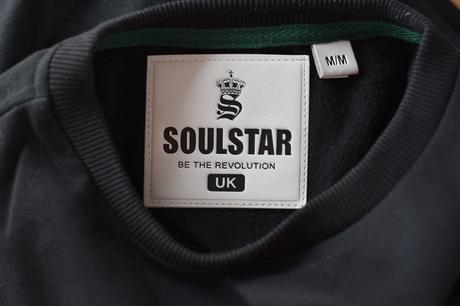 M/M
S
SOULSTAR
BE THE REVOLUTION
UK